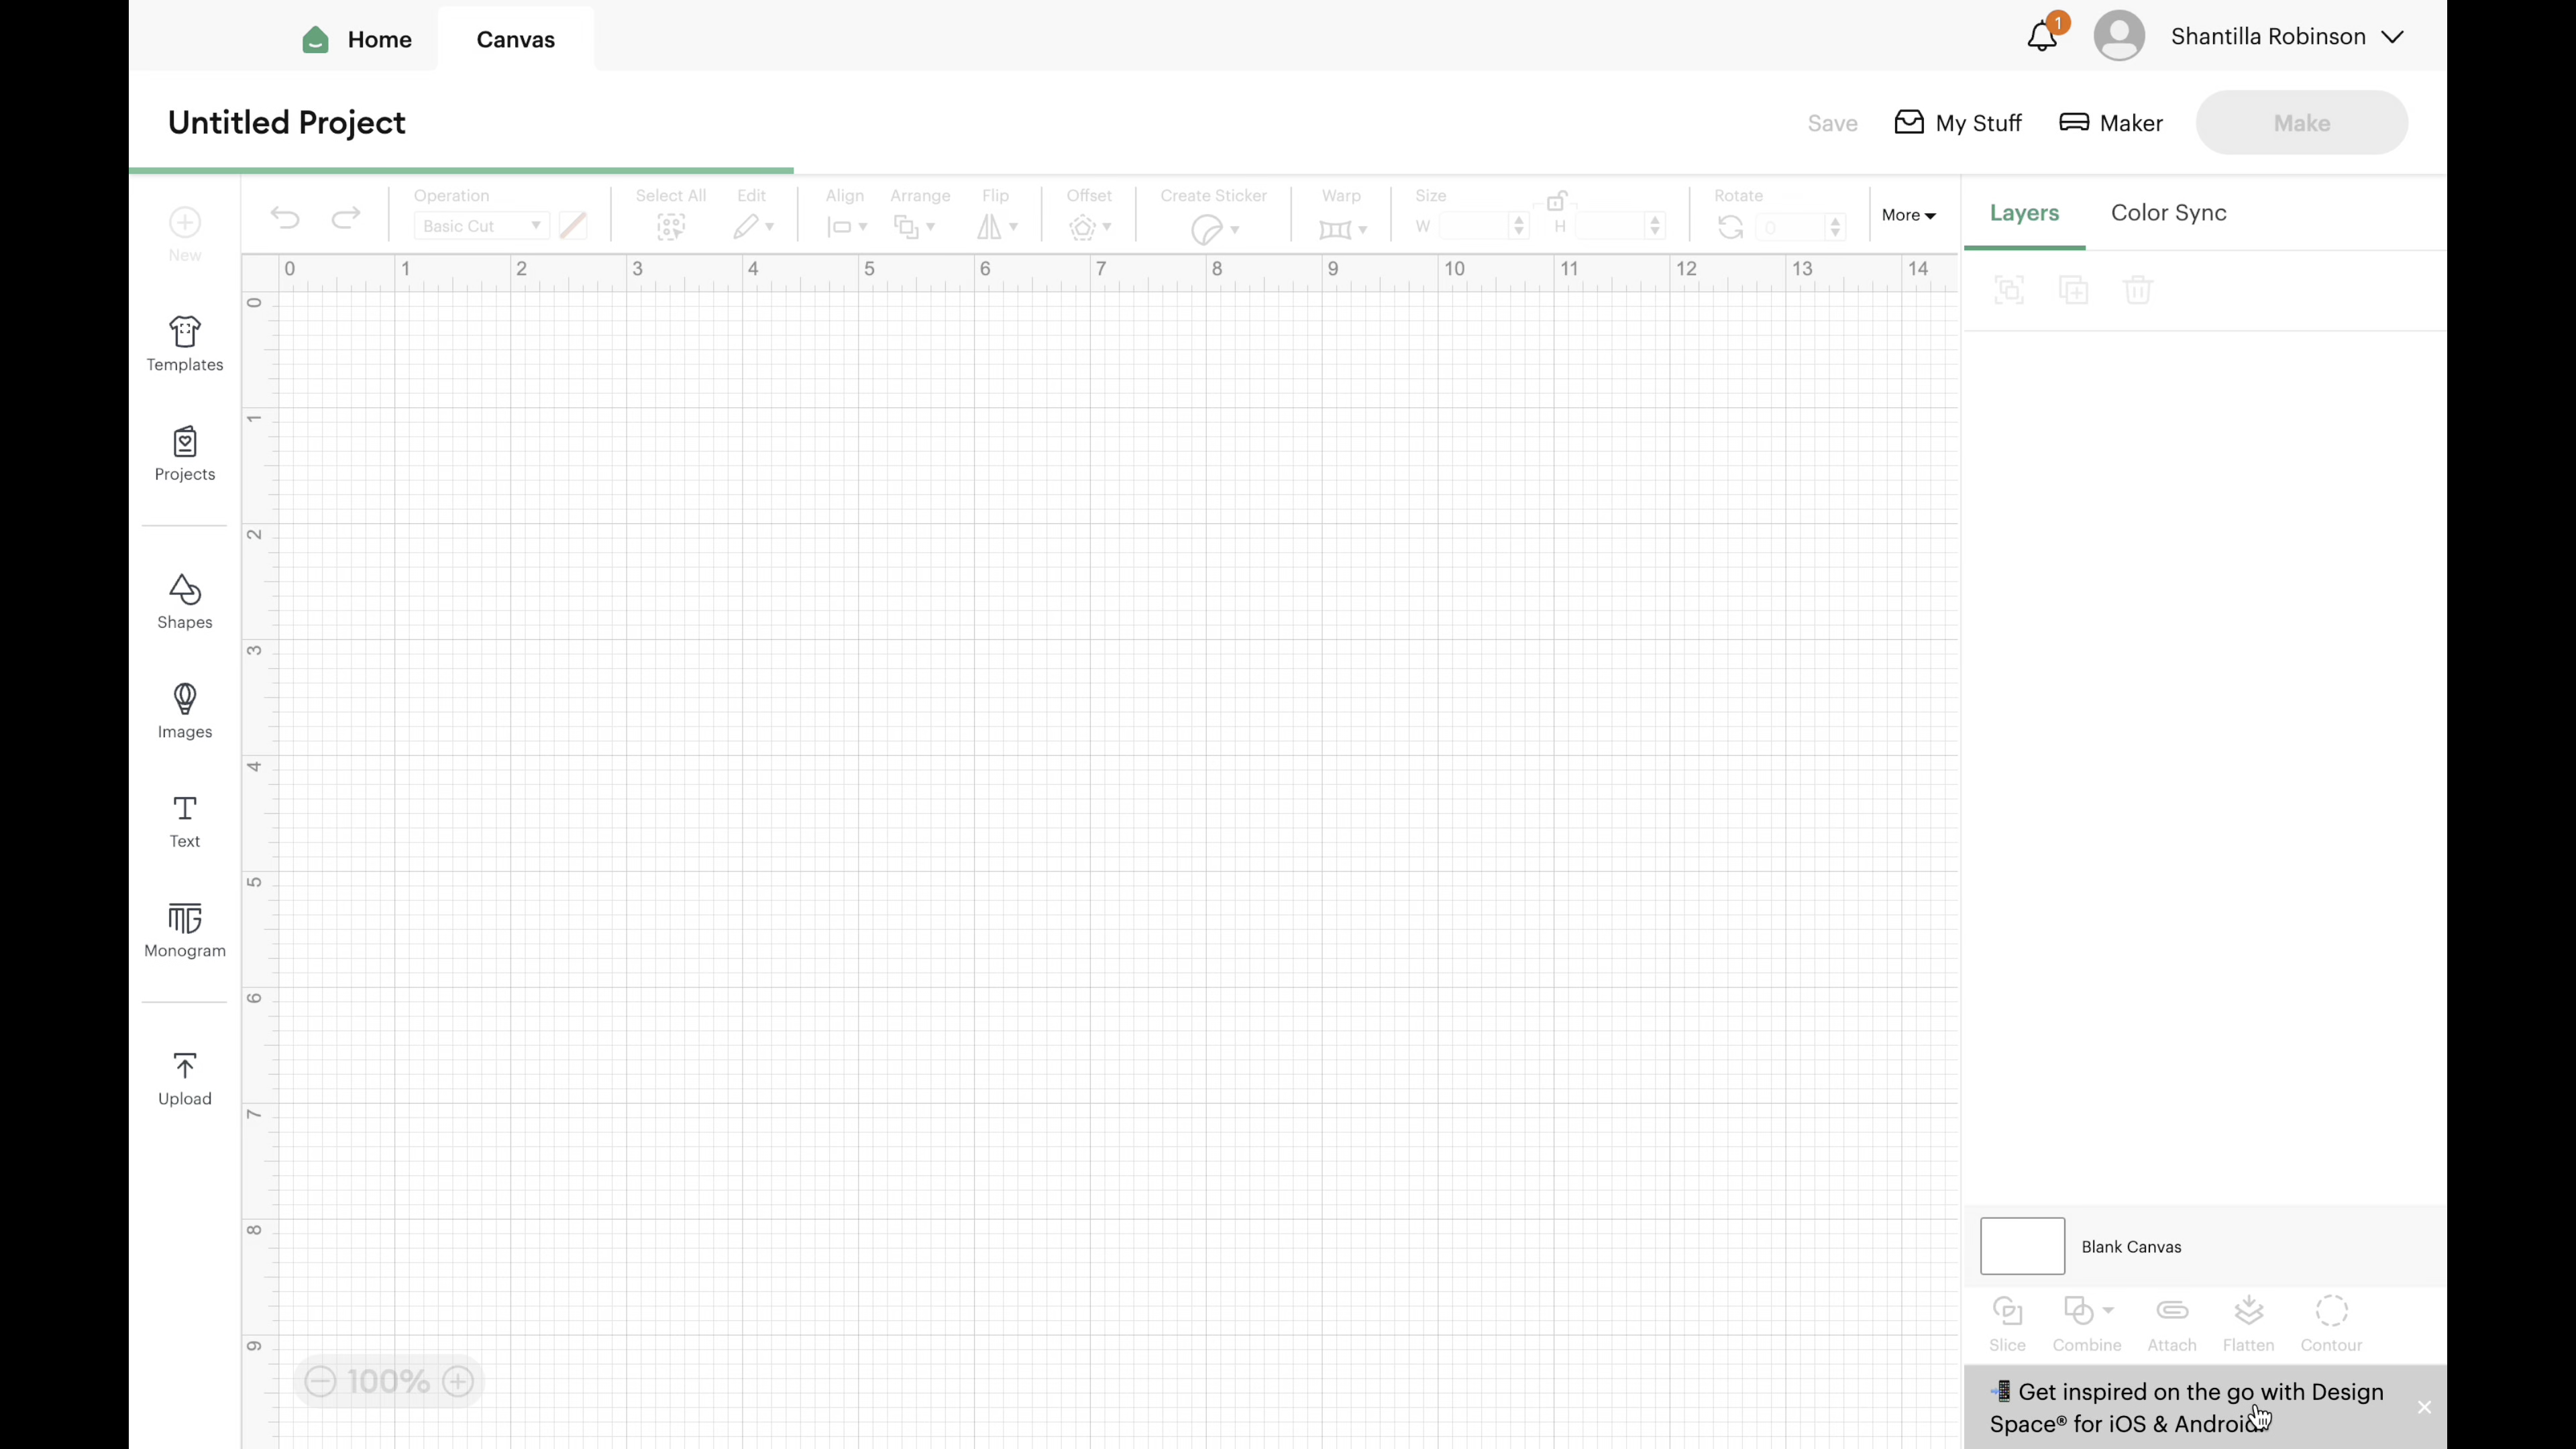 Home
Canvas
1
Shantilla Robinson
Untitled Project
Save
My Stuff
Maker
Make
New
Operation
Basic Cut
Select All
Edit
Align
Arrange
Flip
Offset
Create Sticker
Warp
Size
W
H
Rotate
0
More
Layers
Color Sync
0 1 2 3 4 5 6 7 8 9 10 11 12 13 14
0
1
2
3
4
5
6
7
8
9
Templates
Projects
Shapes
Images
Text
Monogram
Upload
100%
Blank Canvas
Slice
Combine
Attach
Flatten
Contour
Get inspired on the go with Design
Space® for iOS & Android